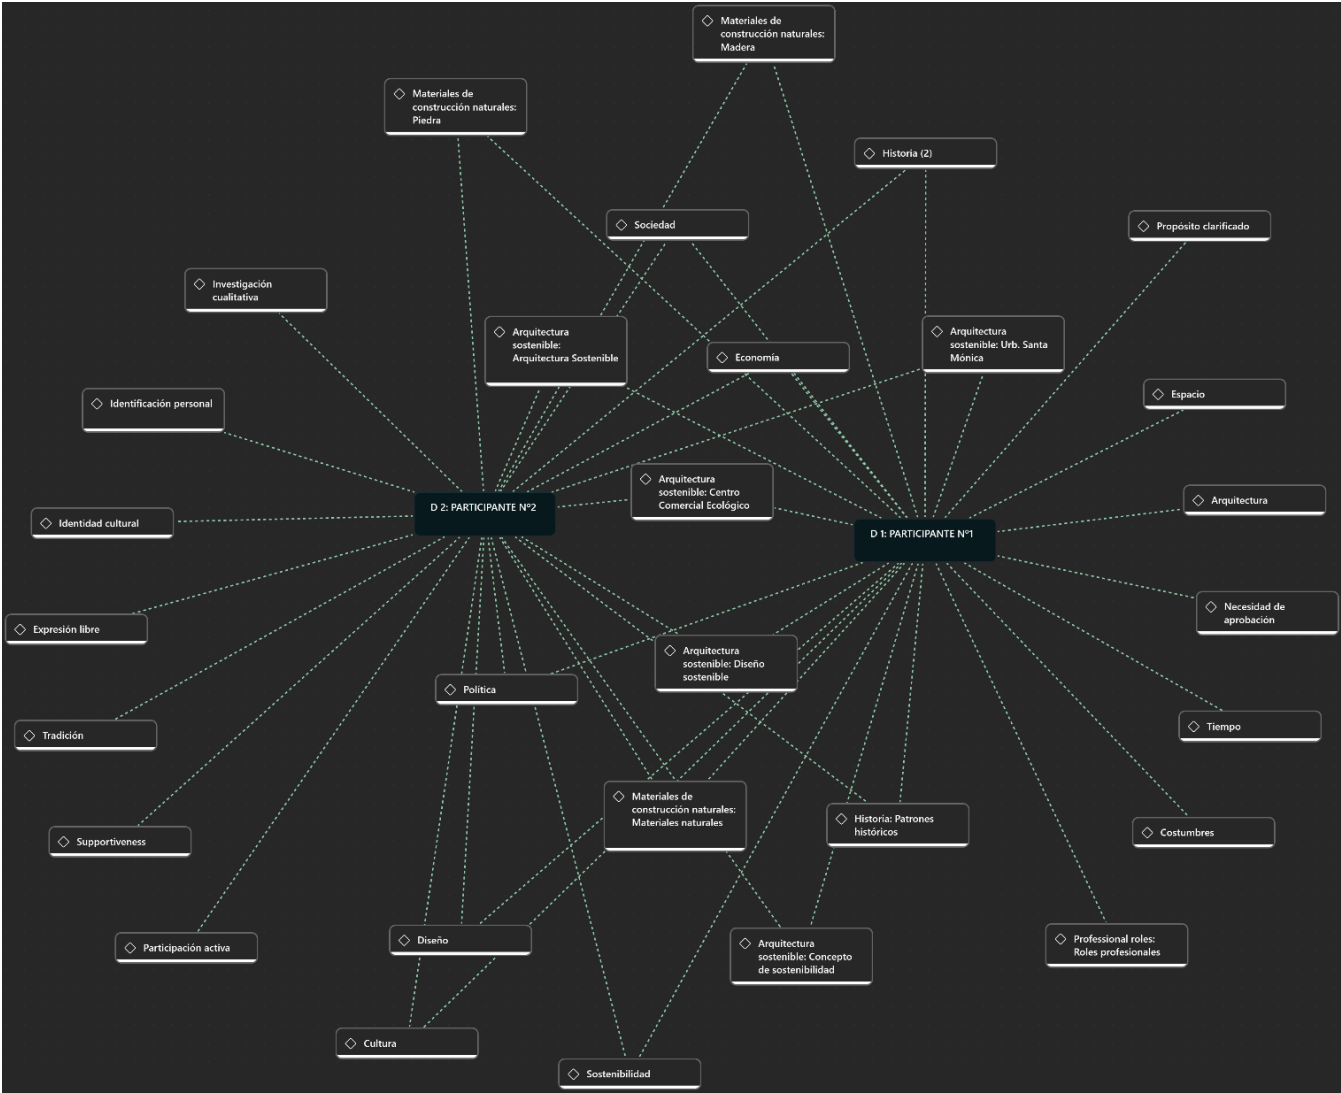 Materiales de
construcción naturales:
Madera
Materiales de
construcción naturales:
Piedra
Historia (2)
Sociedad
Propósito clarificado
Investigación
cualitativa
Arquitectura
sostenible:
Arquitectura Sostenible
Economía
Arquitectura
sostenible: Urb. Santa
Mónica
Identificación personal
Espacio
Arquitectura
sostenible: Centro
Comercial Ecológico
Arquitectura
D 2: PARTICIPANTE Nº2
Identidad cultural
D 1: PARTICIPANTE Nº1
Necesidad de
aprobación
Expresión libre
Arquitectura
sostenible: Diseño
sostenible
Política
Tradición
Tiempo
Materiales de
construcción naturales:
Materiales naturales
Historia: Patrones
históricos
Costumbres
Supportiveness
Diseño
Participación activa
Arquitectura
sostenible: Concepto
de sostenibilidad
Professional roles:
Roles profesionales
Cultura
Sostenibilidad